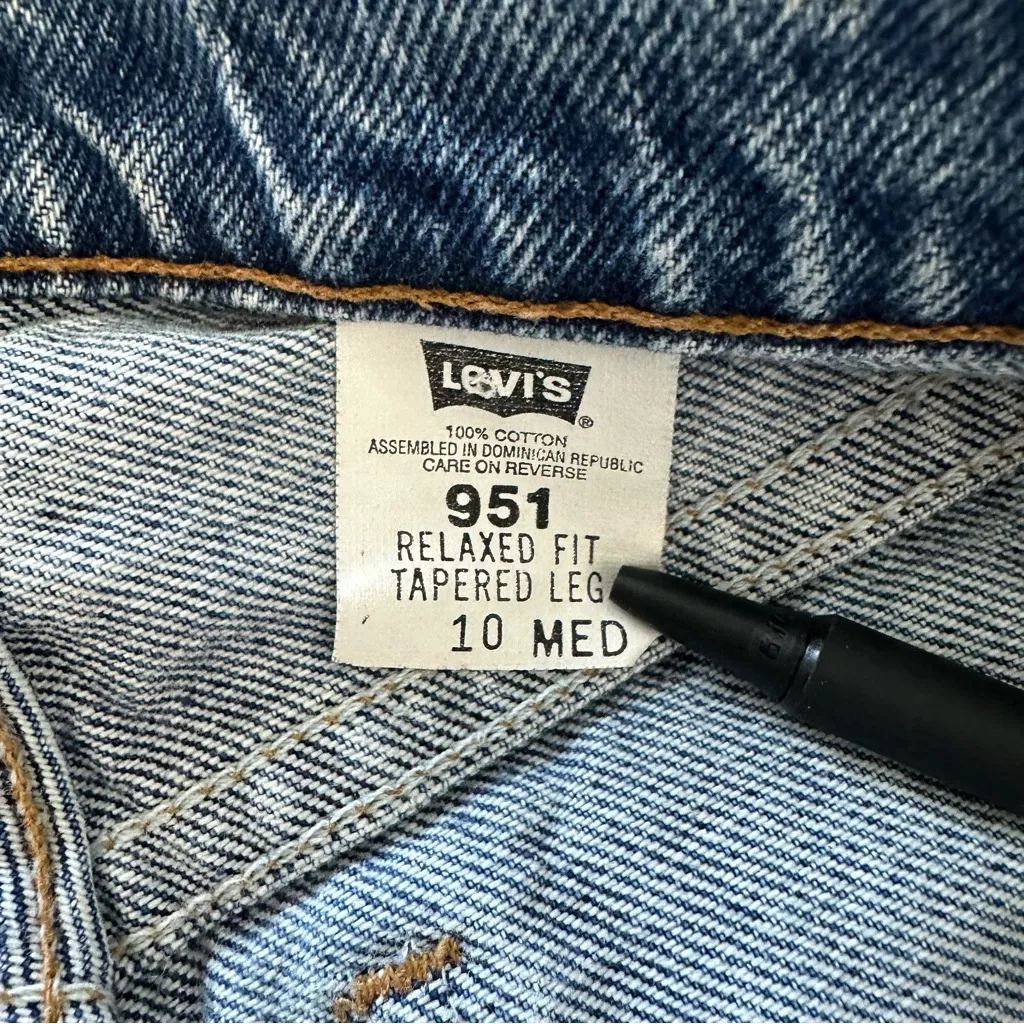 LEVI'S
®
100% COTTON
ASSEMBLED IN DOMINICAN REPUBLIC
CARE ON REVERSE
951
RELAXED FIT
TAPERED LEG
10 MED